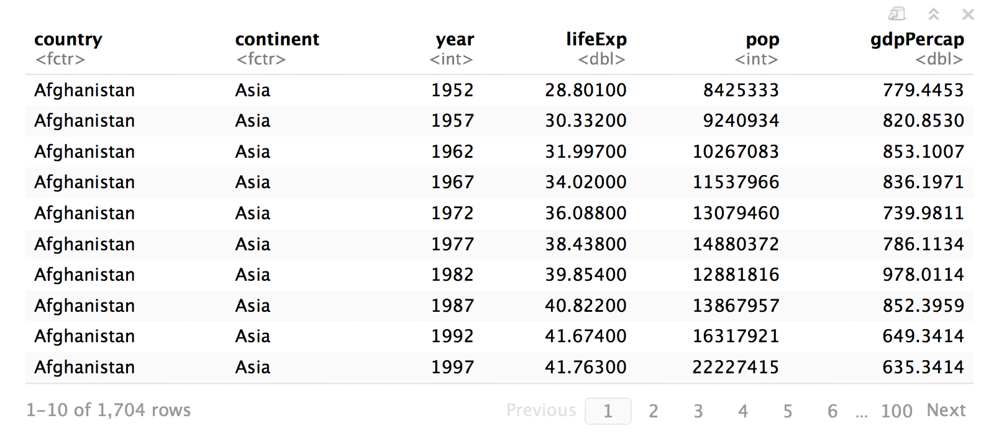 country continent year lifeExp pop gdpPercap
<fctr> <fctr> <int> <dbl> <int> <dbl>
Afghanistan Asia 1952 28.80100 8425333 779.4453
Afghanistan Asia 1957 30.33200 9240934 820.8530
Afghanistan Asia 1962 31.99700 10267083 853.1007
Afghanistan Asia 1967 34.02000 11537966 836.1971
Afghanistan Asia 1972 36.08800 13079460 739.9811
Afghanistan Asia 1977 38.43800 14880372 786.1134
Afghanistan Asia 1982 39.85400 12881816 978.0114
Afghanistan Asia 1987 40.82200 13867957 852.3959
Afghanistan Asia 1992 41.67400 16317921 649.3414
Afghanistan Asia 1997 41.76300 22227415 635.3414
1-10 of 1,704 rows Previous 1 2 3 4 5 6 ... 100 Next